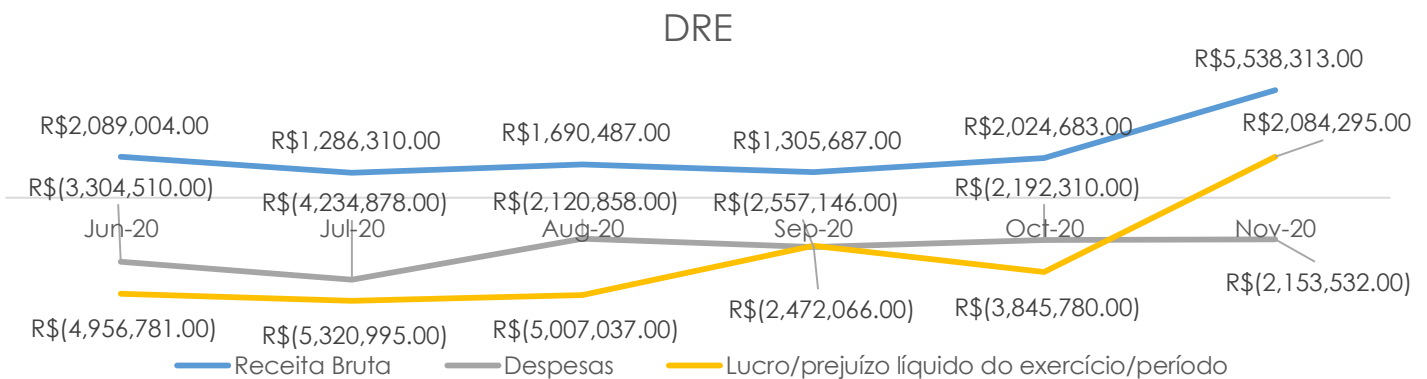 DRE
R$5,538,313.00
R$2,089,004.00
R$1,286,310.00
R$1,690,487.00
R$1,305,687.00
R$2,024,683.00
R$2,084,295.00
R$(3,304,510.00)
R$(4,234,878.00)
R$(2,120,858.00)
R$(2,557,146.00)
R$(2,192,310.00)
Jun-20
Jul-20
Aug-20
Sep-20
Oct-20
Nov-20
R$(2,153,532.00)
R$(4,956,781.00)
R$(5,320,995.00)
R$(5,007,037.00)
R$(2,472,066.00)
R$(3,845,780.00)
Receita Bruta
Despesas
Lucro/prejuízo líquido do exercício/período